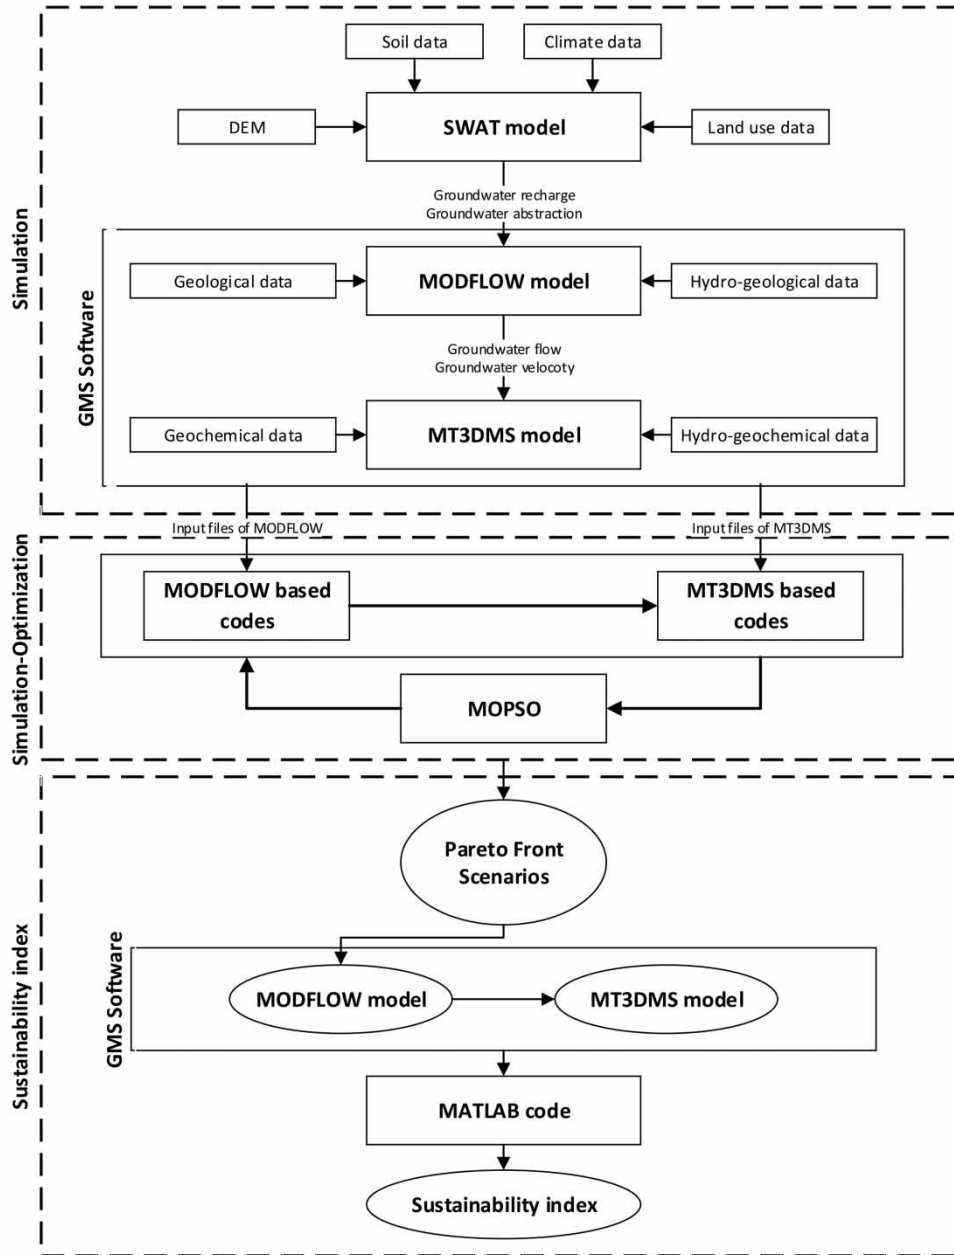 Simulation
Soil data
Climate data
DEM
SWAT model
Land use data
Groundwater recharge
Groundwater abstraction
GMS Software
Geological data
MODFLOW model
Hydro-geological data
Groundwater flow
Groundwater velocoty
Geochemical data
MT3DMS model
Hydro-geochemical data
Input files of MODFLOW
Input files of MT3DMS
Simulation-Optimization
MODFLOW based
codes
MT3DMS based
codes
MOPSO
Sustainability index
Pareto Front
Scenarios
GMS Software
MODFLOW model
MT3DMS model
MATLAB code
Sustainability index